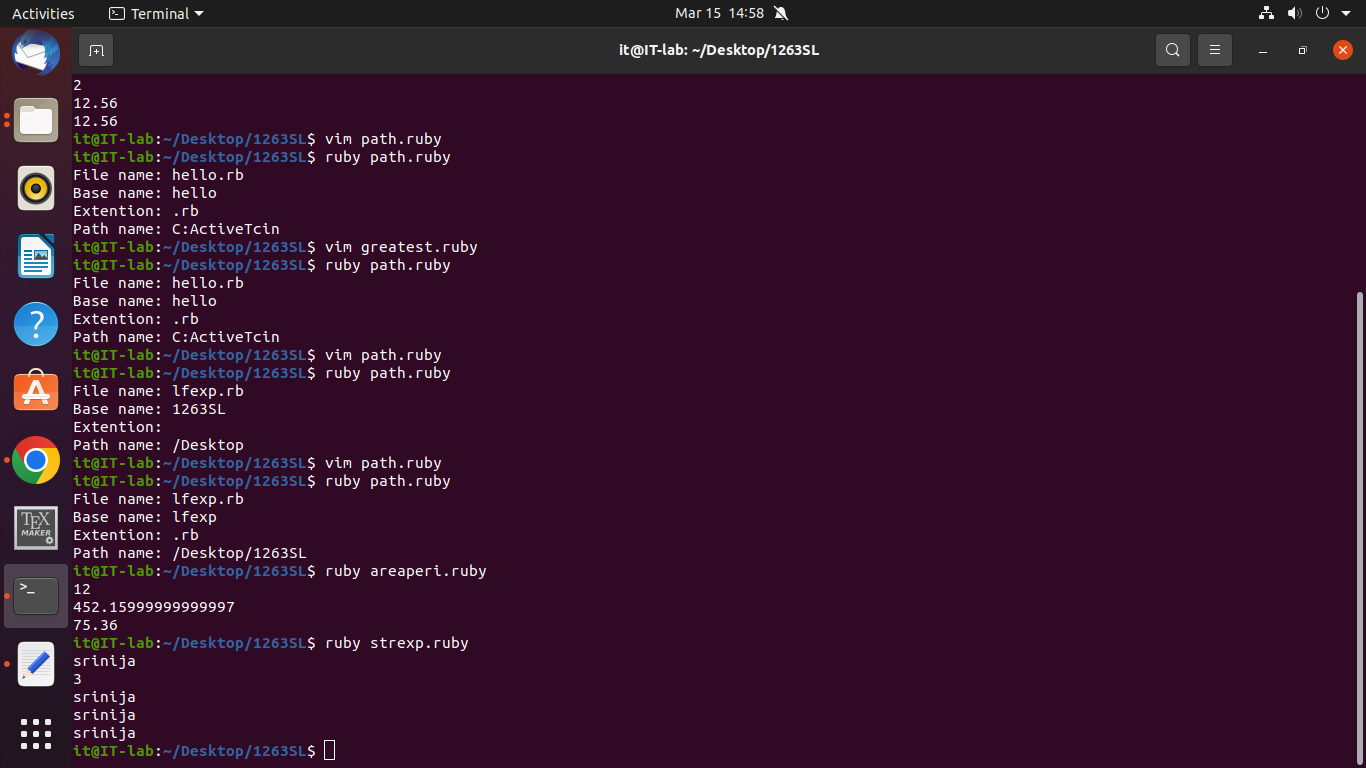 Activities
Terminal
Mar 15 14:58
it@IT-lab: ~/Desktop/1263SL
2
12.56
12.56
it@IT-lab:~/Desktop/1263SL$ vim path.ruby
it@IT-lab:~/Desktop/1263SL$ ruby path.ruby
File name: hello.rb
Base name: hello
Extention: .rb
Path name: C:ActiveTcin
it@IT-lab:~/Desktop/1263SL$ vim greatest.ruby
it@IT-lab:~/Desktop/1263SL$ ruby path.ruby
File name: hello.rb
Base name: hello
Extention: .rb
Path name: C:ActiveTcin
it@IT-lab:~/Desktop/1263SL$ vim path.ruby
it@IT-lab:~/Desktop/1263SL$ ruby path.ruby
File name: lfexp.rb
Base name: 1263SL
Extention:
Path name: /Desktop
it@IT-lab:~/Desktop/1263SL$ vim path.ruby
it@IT-lab:~/Desktop/1263SL$ ruby path.ruby
File name: lfexp.rb
Base name: lfexp
Extention: .rb
Path name: /Desktop/1263SL
it@IT-lab:~/Desktop/1263SL$ ruby areaperi.ruby
12
452.15999999999997
75.36
it@IT-lab:~/Desktop/1263SL$ ruby strexp.ruby
srinija
3
srinija
srinija
srinija
it@IT-lab:~/Desktop/1263SL$
?
TEX
MAKER
>_